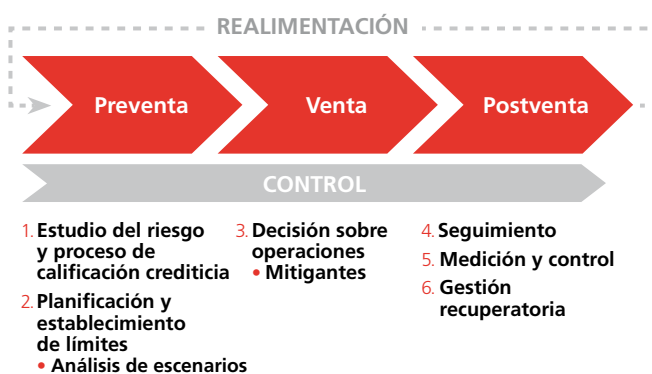 REALIMENTACIÓN
Preventa
Venta
Postventa
CONTROL
1. Estudio del riesgo
y proceso de
calificación crediticia
2. Planificación y
establecimiento
de límites
• Análisis de escenarios
3. Decisión sobre
operaciones
• Mitigantes
4. Seguimiento
5. Medición y control
6. Gestión
recuperatoria